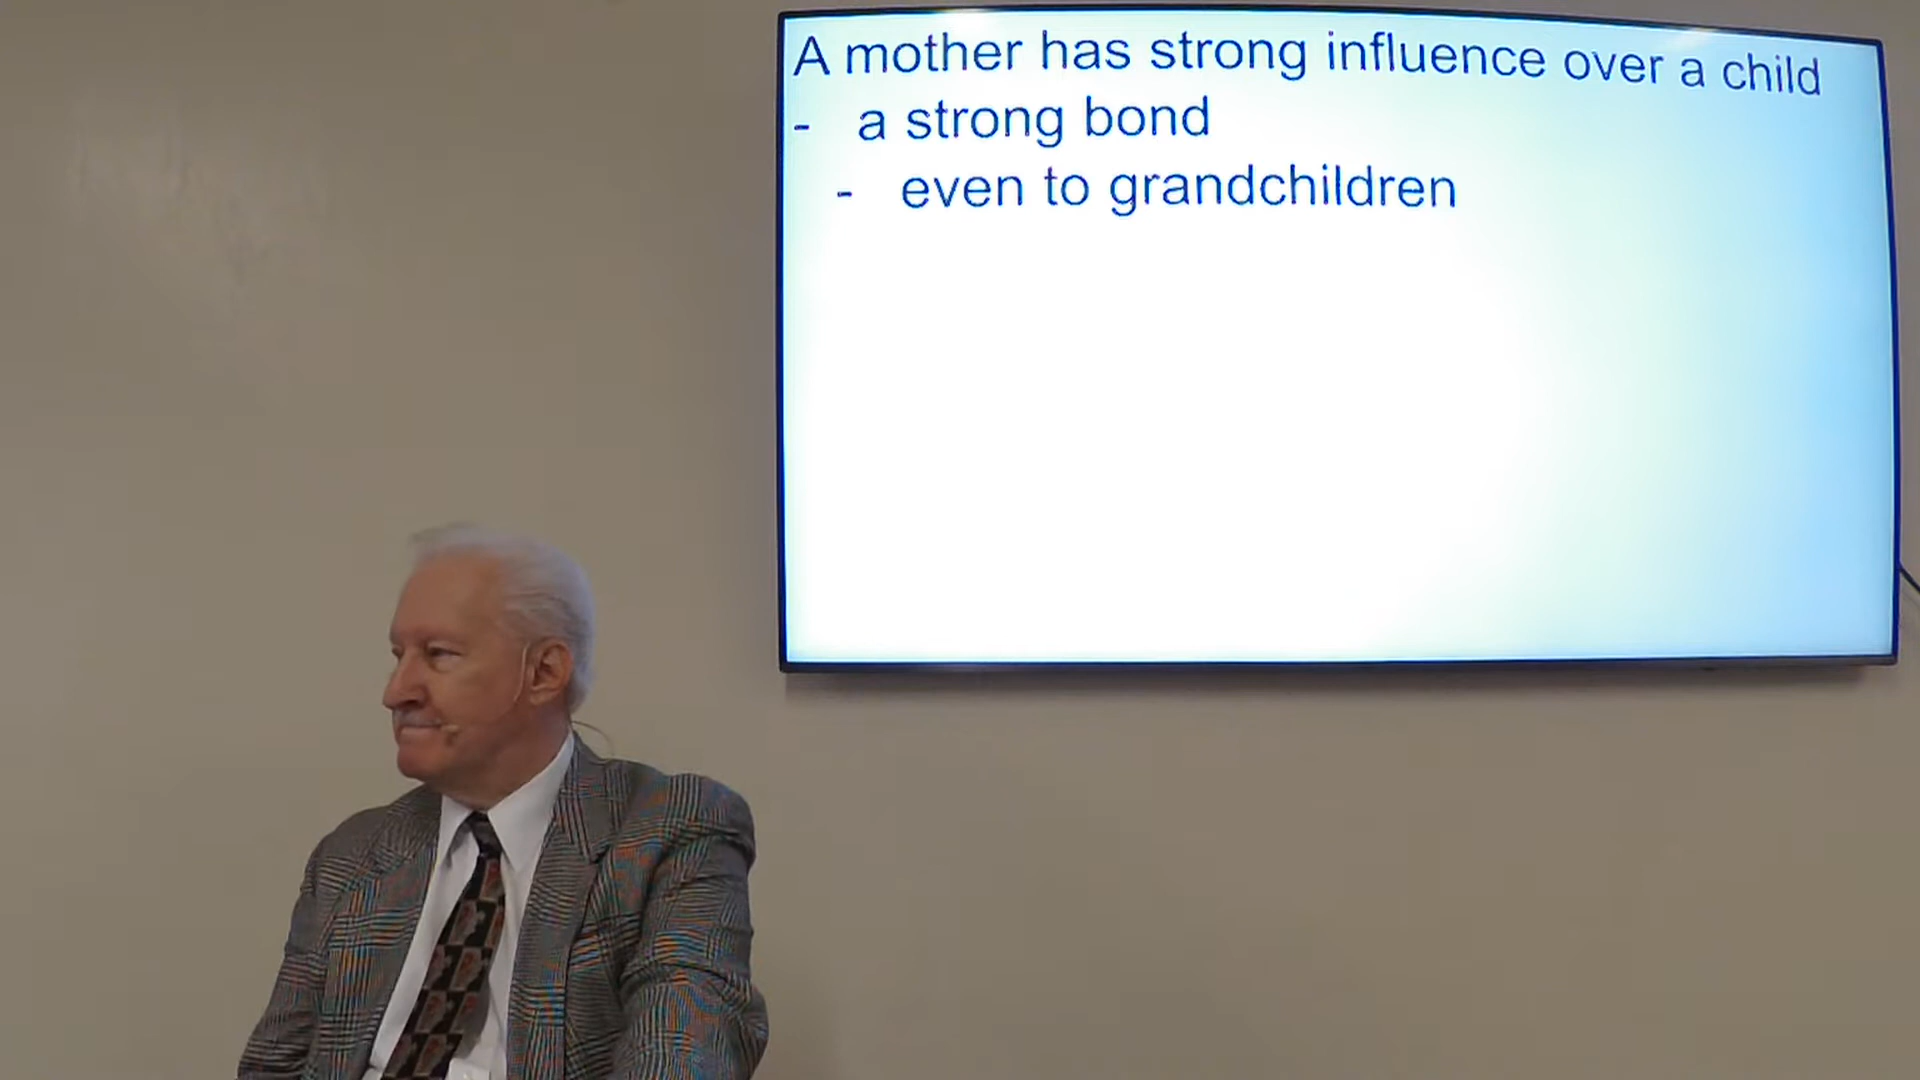 A mother has strong influence over a child
- a strong bond
- even to grandchildren